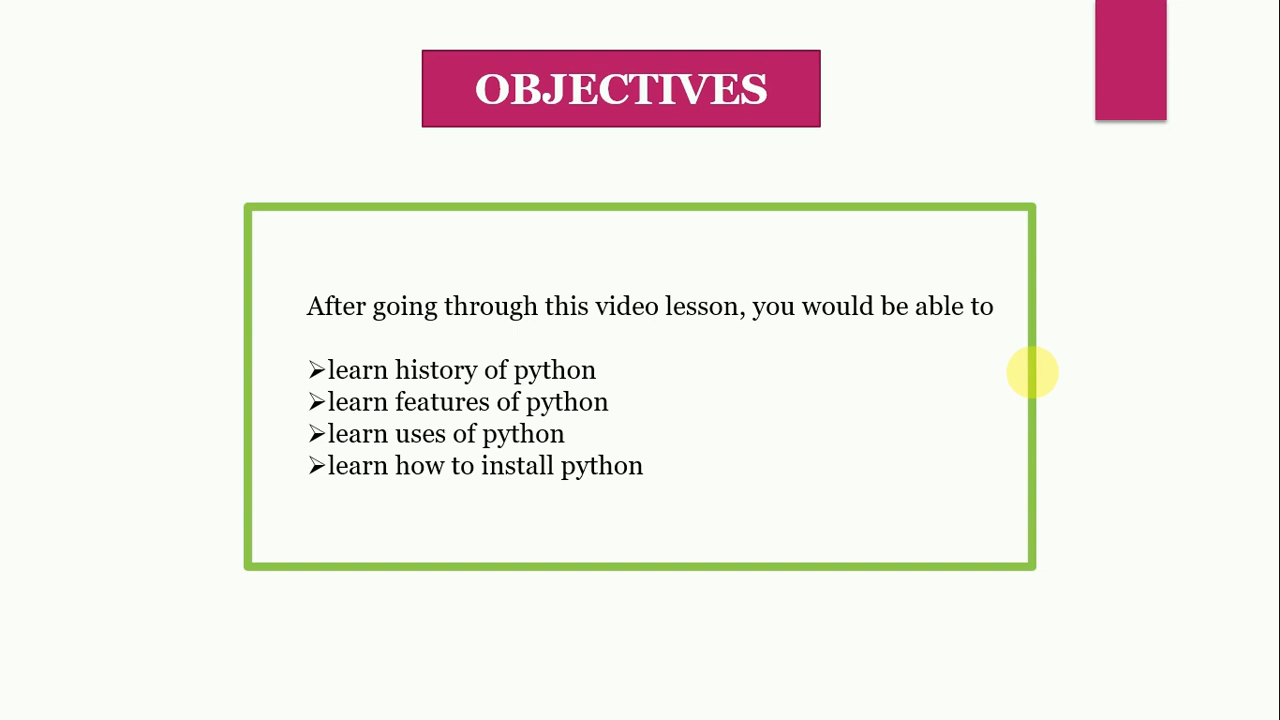 OBJECTIVES
After going through this video lesson, you would be able to
➢learn history of python
➢learn features of python
➢learn uses of python
➢learn how to install python